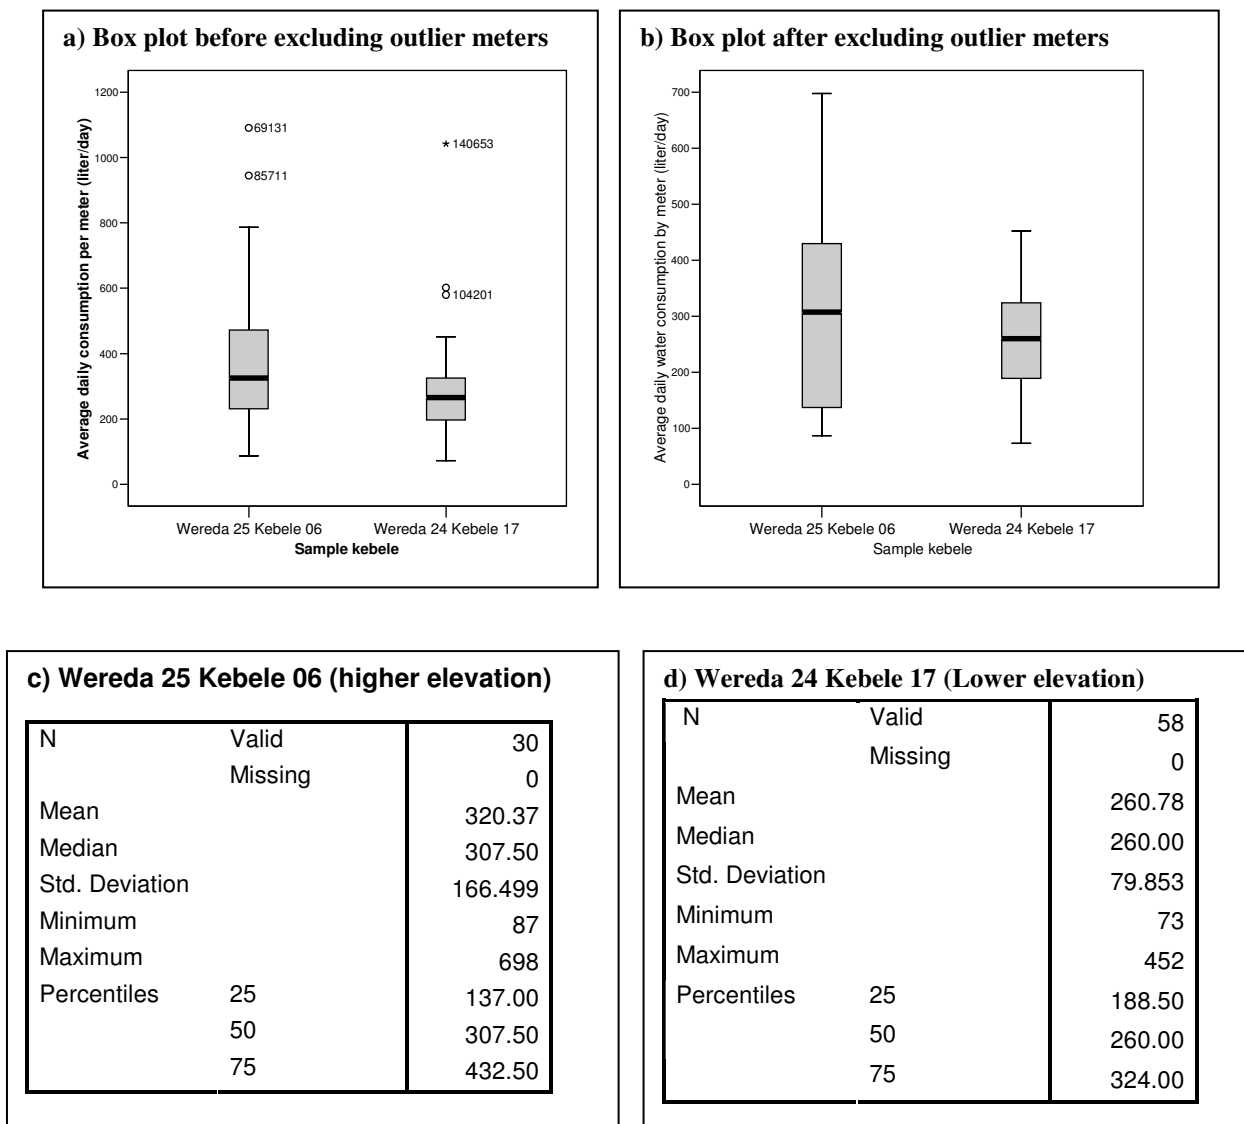 a) Box plot before excluding outlier meters
Average daily consumption per meter (liter/day)
1200
1000
800
600
400
200
0
69131
85711
140653
104201
Wereda 25 Kebele 06
Wereda 24 Kebele 17
Sample kebele
b) Box plot after excluding outlier meters
Average daily water consumption by meter (liter/day)
700
600
500
400
300
200
100
0
Wereda 25 Kebele 06
Wereda 24 Kebele 17
Sample kebele
c) Wereda 25 Kebele 06 (higher elevation)
N Valid 30
Missing 0
Mean 320.37
Median 307.50
Std. Deviation 166.499
Minimum 87
Maximum 698
Percentiles 25 137.00
50 307.50
75 432.50
d) Wereda 24 Kebele 17 (Lower elevation)
N Valid 58
Missing 0
Mean 260.78
Median 260.00
Std. Deviation 79.853
Minimum 73
Maximum 452
Percentiles 25 188.50
50 260.00
75 324.00